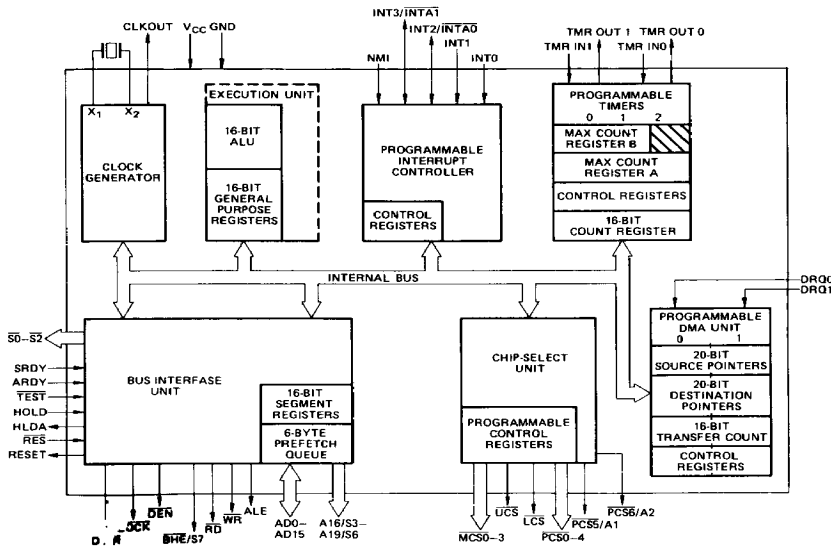 INT3/INTA1
CLKOUT
VCC GND
INT2/INTA0
NMI
INT1
INT0
TMR OUT 1 TMR OUT 0
TMR IN1 TMR IN0
X1 X2
CLOCK
GENERATOR
EXECUTION UNIT
16-BIT
ALU
16-BIT
GENERAL
PURPOSE
REGISTERS
PROGRAMMABLE
INTERRUPT
CONTROLLER
CONTROL
REGISTERS
PROGRAMMABLE
TIMERS
0 1 2
MAX COUNT
REGISTER B
MAX COUNT
REGISTER A
CONTROL REGISTERS
16-BIT
COUNT REGISTER
INTERNAL BUS
DRQ0
DRQ1
S0-S2
SRDY
ARDY
TEST
HOLD
HLDA
RES
RESET
BUS INTERFASE
UNIT
16-BIT
SEGMENT
REGISTERS
6-BYTE
PREFETCH
QUEUE
CHIP-SELECT
UNIT
PROGRAMMABLE
CONTROL
REGISTERS
PROGRAMMABLE
DMA UNIT
0 1
20-BIT
SOURCE POINTERS
20-BIT
DESTINATION
POINTERS
16-BIT
TRANSFER COUNT
CONTROL
REGISTERS
DEN
BHE/S7
RD
WR
ALE
AD0-
AD15
A16/S3-
A19/S6
MCS0-3
UCS
LCS
PCS0-4
PCS5/A1
PCS6/A2